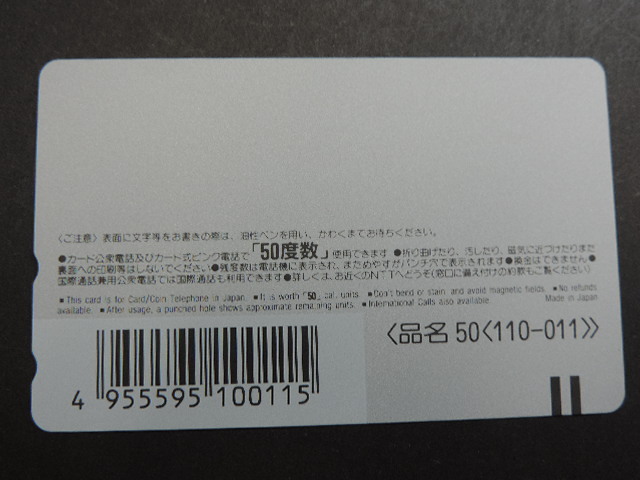 〈ご注意〉表面に文字等をお書きの際は、油性ペンを用い、かわくまでお待ちください。
●カード公衆電話及びカード式ピンク電話で「50度数」使用できます ●折り曲げたり、汚したり、磁気に近づけたりまた
裏面への印刷等はしないでください●残度数は電話機に表示され、まためやすがパンチ穴で表示されます●換金はできません●
国際通話兼用公衆電話では国際通話も利用できます●詳しくは、お近くのNTTへどうぞ(窓口に備え付けの約款もご覧ください)
■This card is for Card/Coin Telephone in Japan. ■It is worth "50" cal. units. ■Don't bend or stain and avoid magnetic fields. ■No refunds
available. ■After usage, a punched hole shows approximate remaining units. ■International Calls also available. Made in Japan
〈品名 50〈110-011〉〉
4 955595 100115